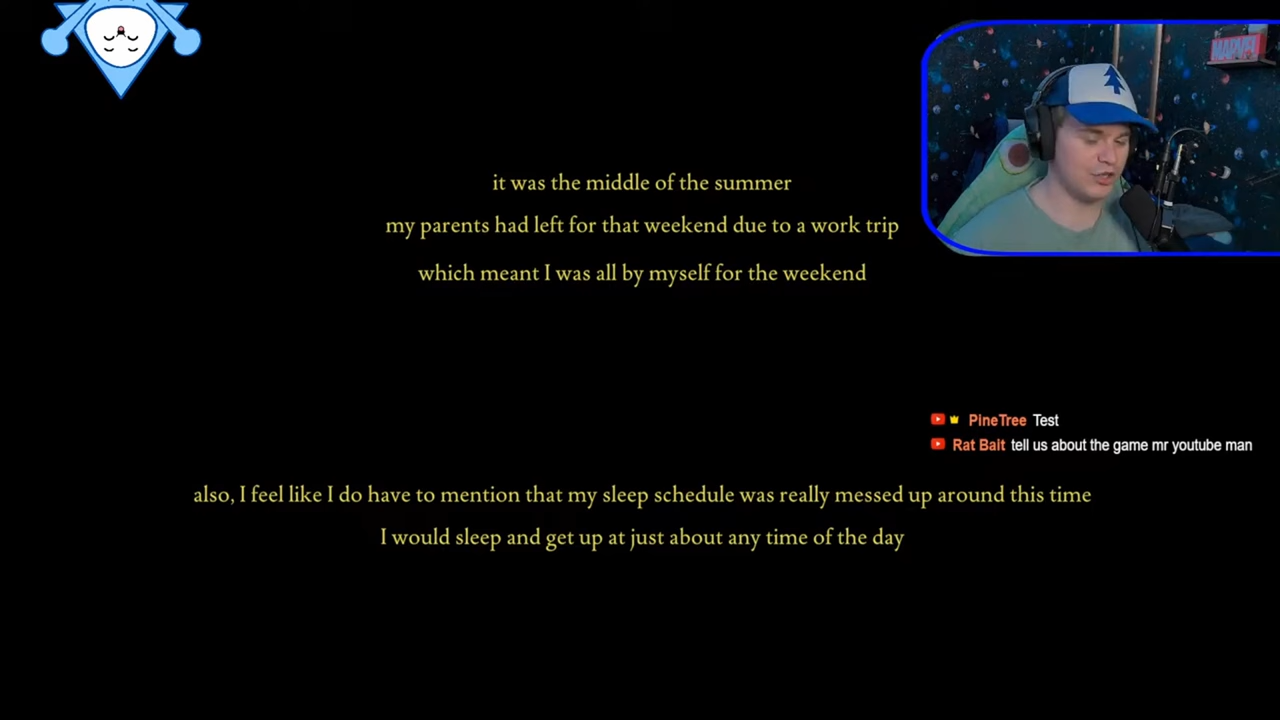 MARVEL
it was the middle of the summer
my parents had left for that weekend due to a work trip
which meant I was all by myself for the weekend
PineTree Test
Rat Bait tell us about the game mr youtube man
also, I feel like I do have to mention that my sleep schedule was really messed up around this time
I would sleep and get up at just about any time of the day